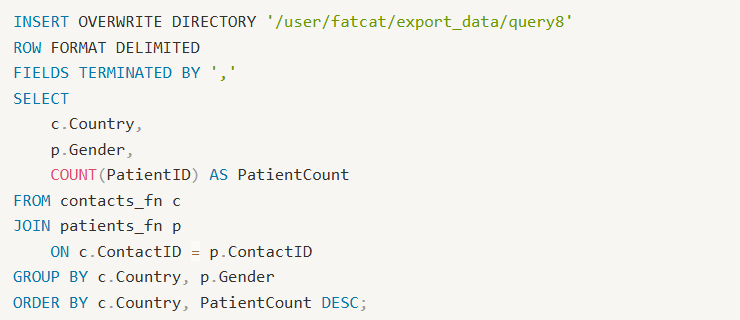 INSERT OVERWRITE DIRECTORY '/user/fatcat/export_data/query8'
ROW FORMAT DELIMITED
FIELDS TERMINATED BY ','
SELECT
    c.Country,
    p.Gender,
    COUNT(PatientID) AS PatientCount
FROM contacts_fn c
JOIN patients_fn p
    ON c.ContactID = p.ContactID
GROUP BY c.Country, p.Gender
ORDER BY c.Country, PatientCount DESC;